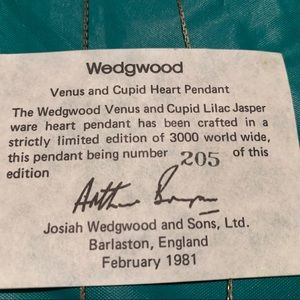 Wedgwood
Venus and Cupid Heart Pendant
The Wedgwood Venus and Cupid Lilac Jasper
ware heart pendant has been crafted in a
strictly limited edition of 3000 world wide,
this pendant being number 205 of this
edition
Arthur Bryan
Josiah Wedgwood and Sons, Ltd.
Barlaston, England
February 1981